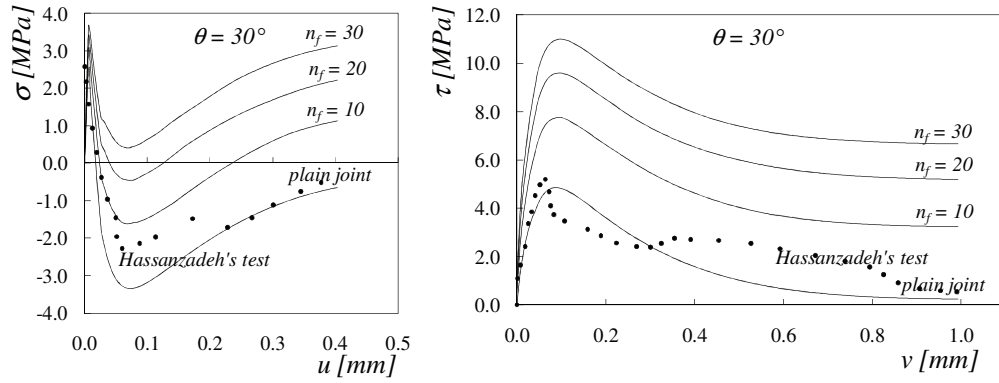 σ [MPa]
4.0
3.0
2.0
1.0
0.0
-1.0
-2.0
-3.0
-4.0
θ = 30°
n_f = 30
n_f = 20
n_f = 10
plain joint
Hassanzadeh's test
0.0 0.1 0.2 0.3 0.4 0.5
u [mm]
τ [MPa]
12.0
10.0
8.0
6.0
4.0
2.0
0.0
θ = 30°
n_f = 30
n_f = 20
n_f = 10
Hassanzadeh's test
plain joint
0.0 0.2 0.4 0.6 0.8 1.0
v [mm]